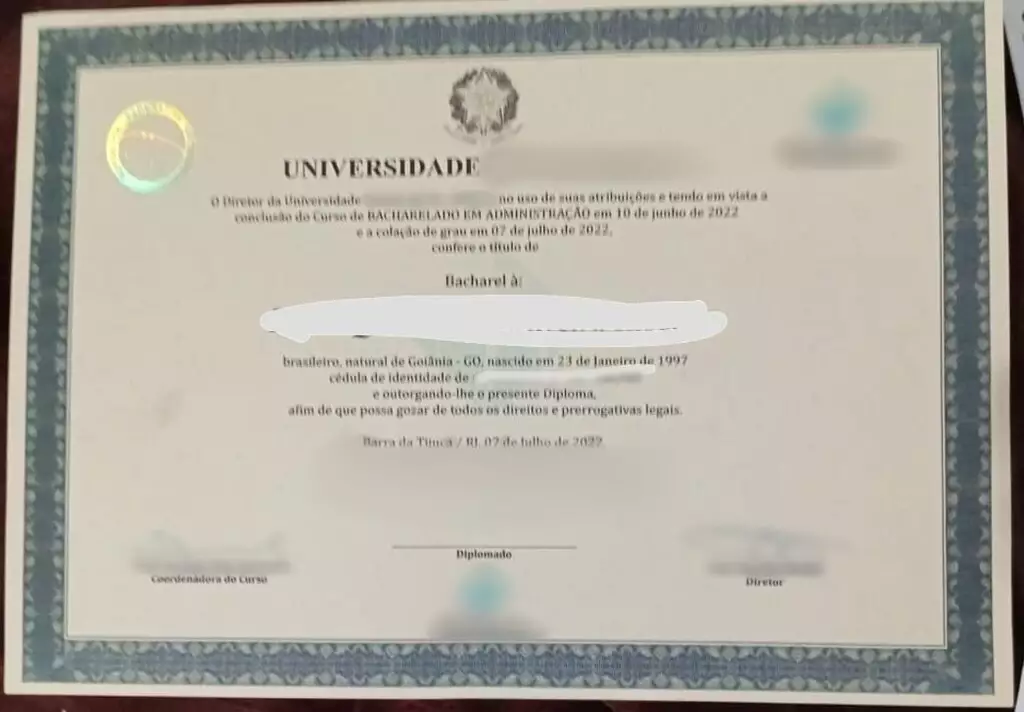 UNIVERSIDADE
O Diretor da Universidade no uso de suas atribuições e tendo em vista a
conclusão do Curso de BACHARELADO EM ADMINISTRAÇÃO em 10 de junho de 2022
e a colação de grau em 07 de julho de 2022,
confere o título de
Bacharel à:
brasileiro, natural de Goiânia - GO, nascido em 23 de Janeiro de 1997
cédula de identidade de
e outorgando-lhe o presente Diploma,
afim de que possa gozar de todos os direitos e prerrogativas legais.
Barra da Tijuca / RJ, 07 de Julho de 2022
Diplomado
Coordenadora do Curso
Diretor